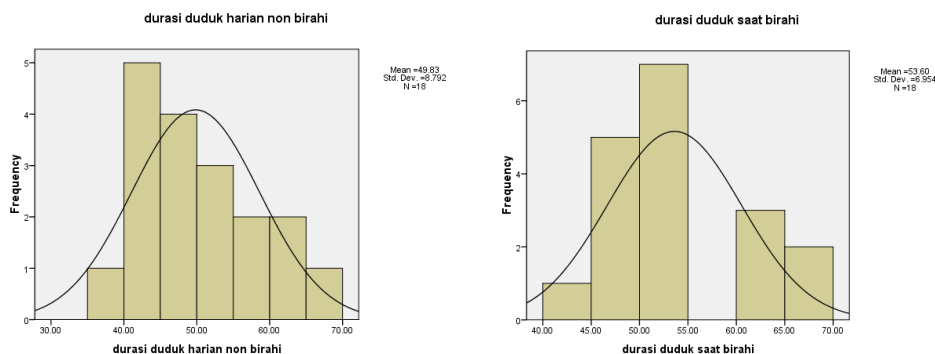 durasi duduk harian non birahi
Mean =49.83
Std. Dev. =8.792
N =18
Frequency
5
4
3
2
1
0
30.00 40.00 50.00 60.00 70.00
durasi duduk harian non birahi
durasi duduk saat birahi
Mean =53.60
Std. Dev. =6.954
N =18
Frequency
6
4
2
0
40.00 45.00 50.00 55.00 60.00 65.00 70.00
durasi duduk saat birahi